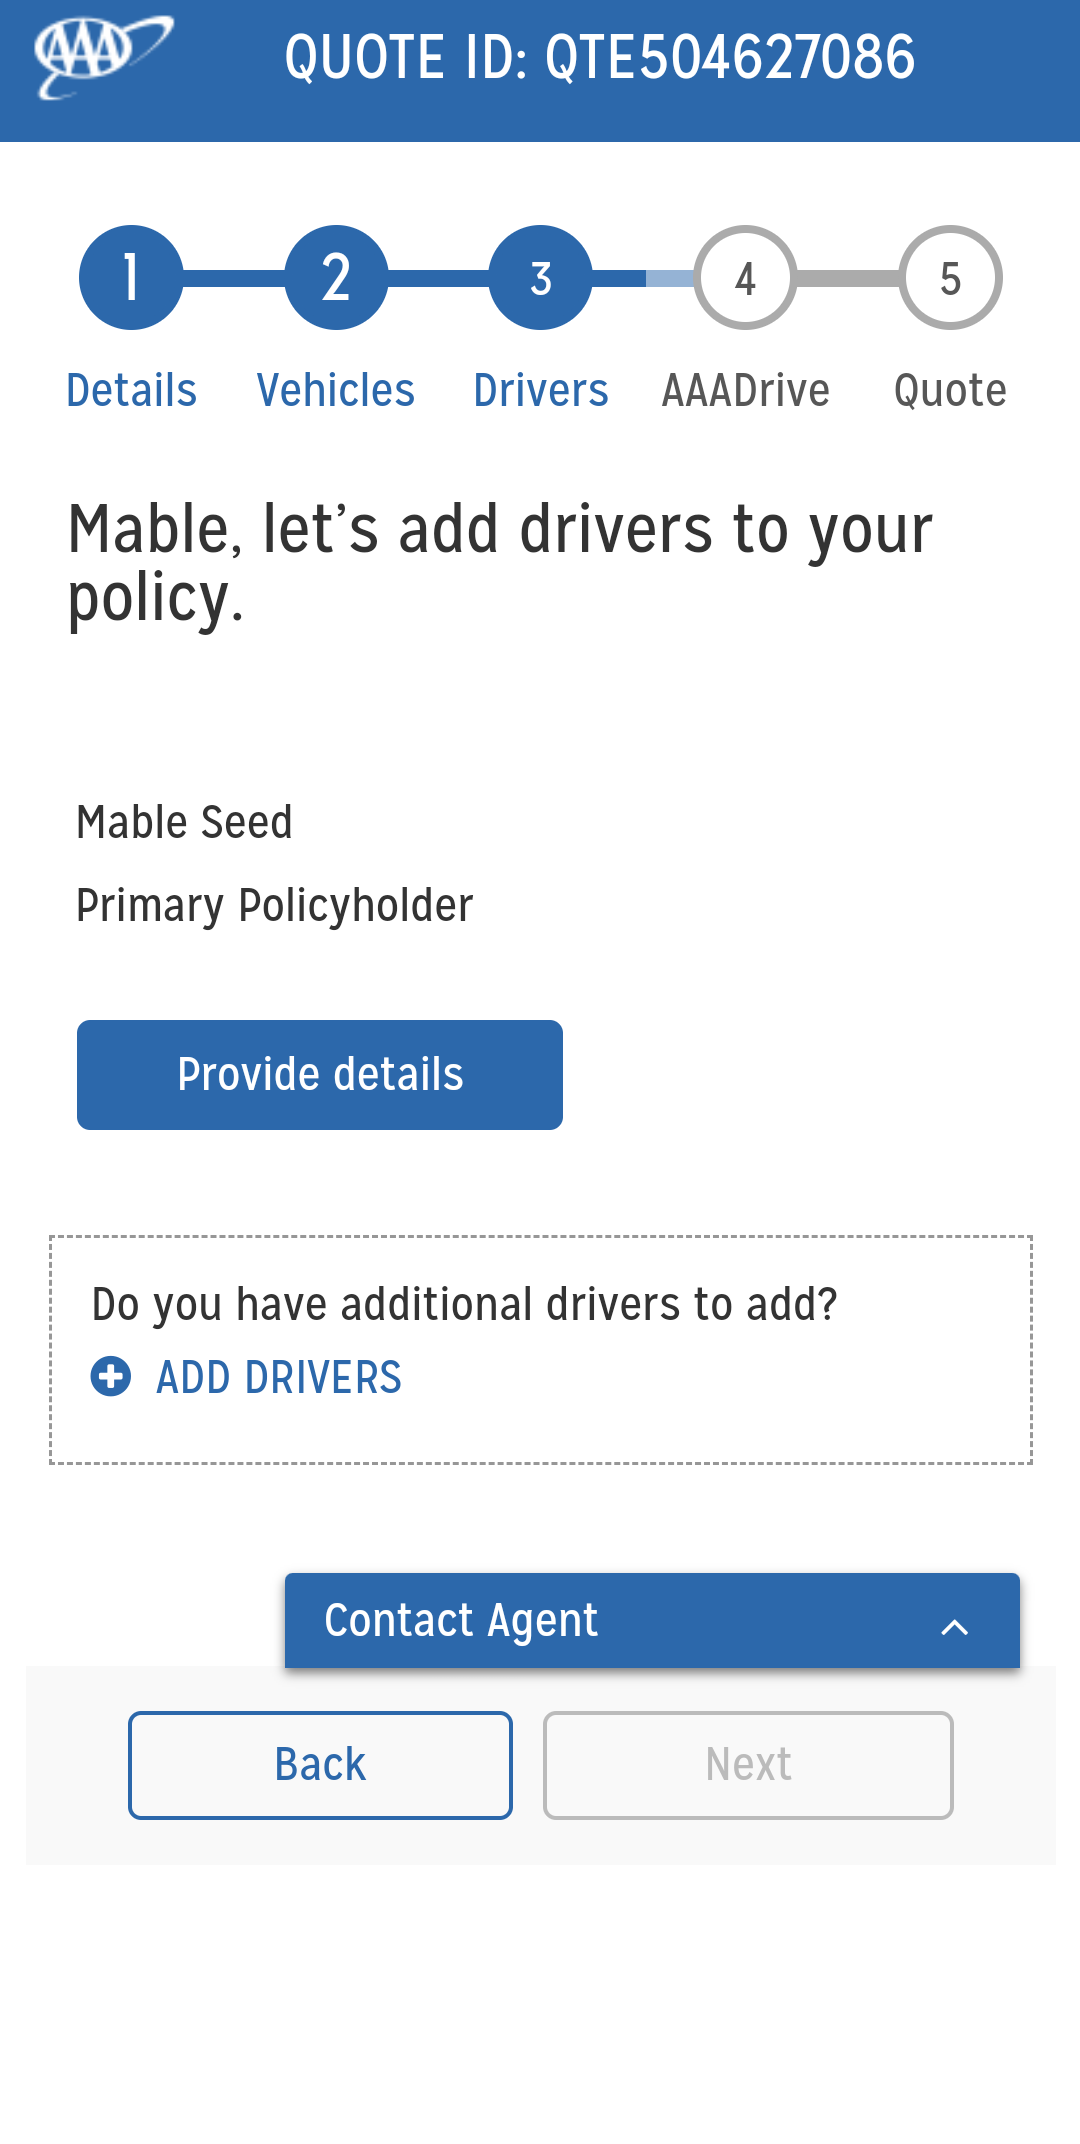 AAA
QUOTE ID: QTE504627086
1
2
3
4
5
Details
Vehicles
Drivers
AAADrive
Quote
Mable, let's add drivers to your
policy.
Mable Seed
Primary Policyholder
Provide details
Do you have additional drivers to add?
ADD DRIVERS
Contact Agent
Back
Next